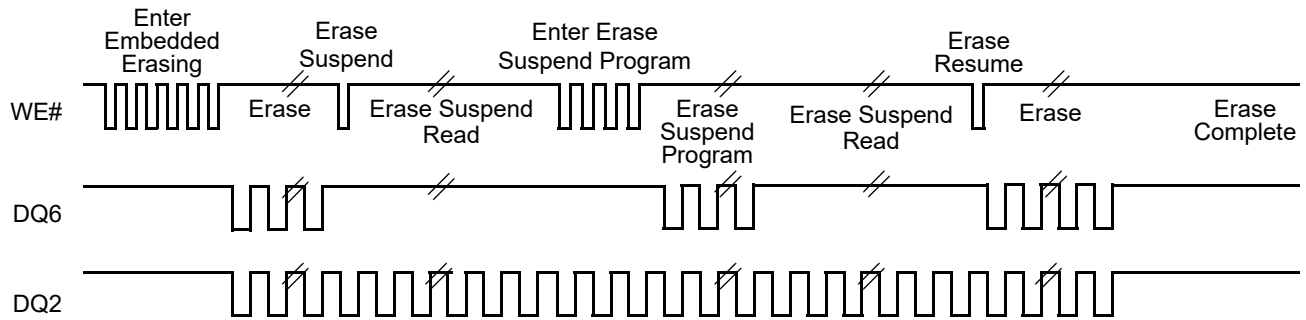 Enter
Embedded
Erasing
Erase
Suspend
Enter Erase
Suspend Program
Erase
Resume
WE#
Erase
Erase Suspend
Read
Erase
Suspend
Program
Erase Suspend
Read
Erase
Erase
Complete
DQ6
DQ2